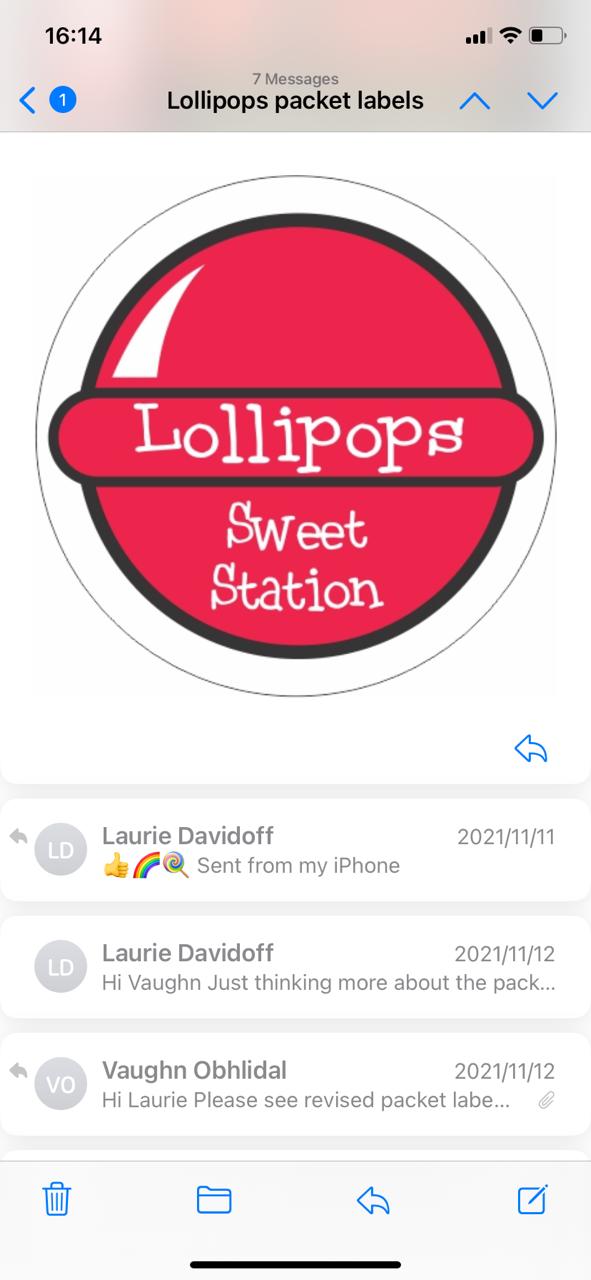 16:14
7 Messages
1
Lollipops packet labels
Lollipops
Sweet
Station
LD
Laurie Davidoff
2021/11/11
👍🌈🍭 Sent from my iPhone
LD
Laurie Davidoff
2021/11/12
Hi Vaughn Just thinking more about the pack...
VO
Vaughn Obhlidal
2021/11/12
Hi Laurie Please see revised packet labe...